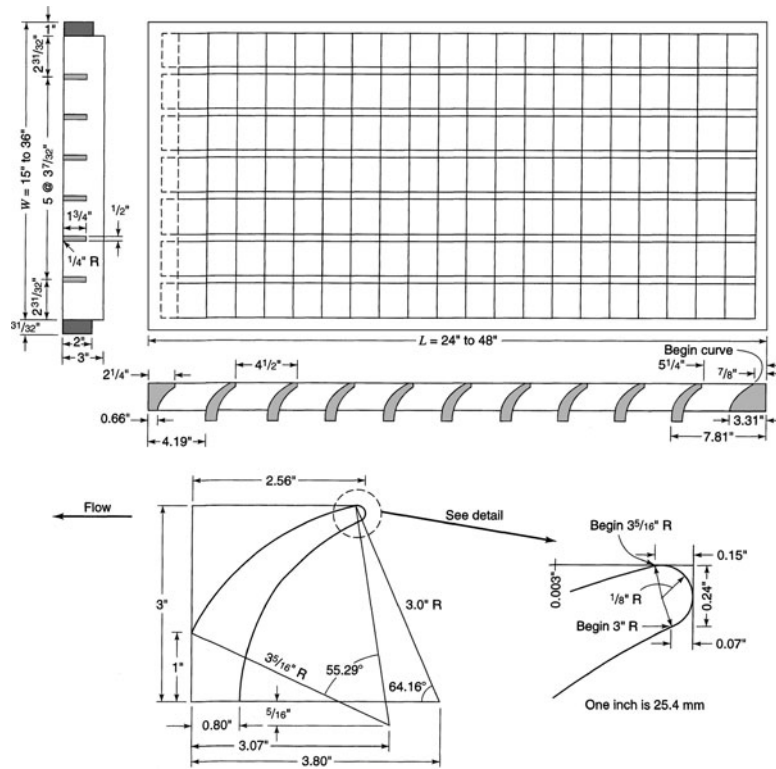 1"
2 31/32"
W = 15" to 36"
5 @ 3 7/32"
1 3/4"
1/2"
1/4" R
2 31/32"
31/32"
2"
3"
L = 24" to 48"
Begin curve
2 1/4"
4 1/2"
5 1/4"
7/8"
0.66"
4.19"
3.31"
7.81"
2.56"
Flow
See detail
3"
1"
3.0" R
3 5/16" R
55.29°
64.16°
5/16"
0.80"
3.07"
3.80"
Begin 3 5/16" R
0.15"
0.003"
1/8" R
0.24"
Begin 3" R
0.07"
One inch is 25.4 mm